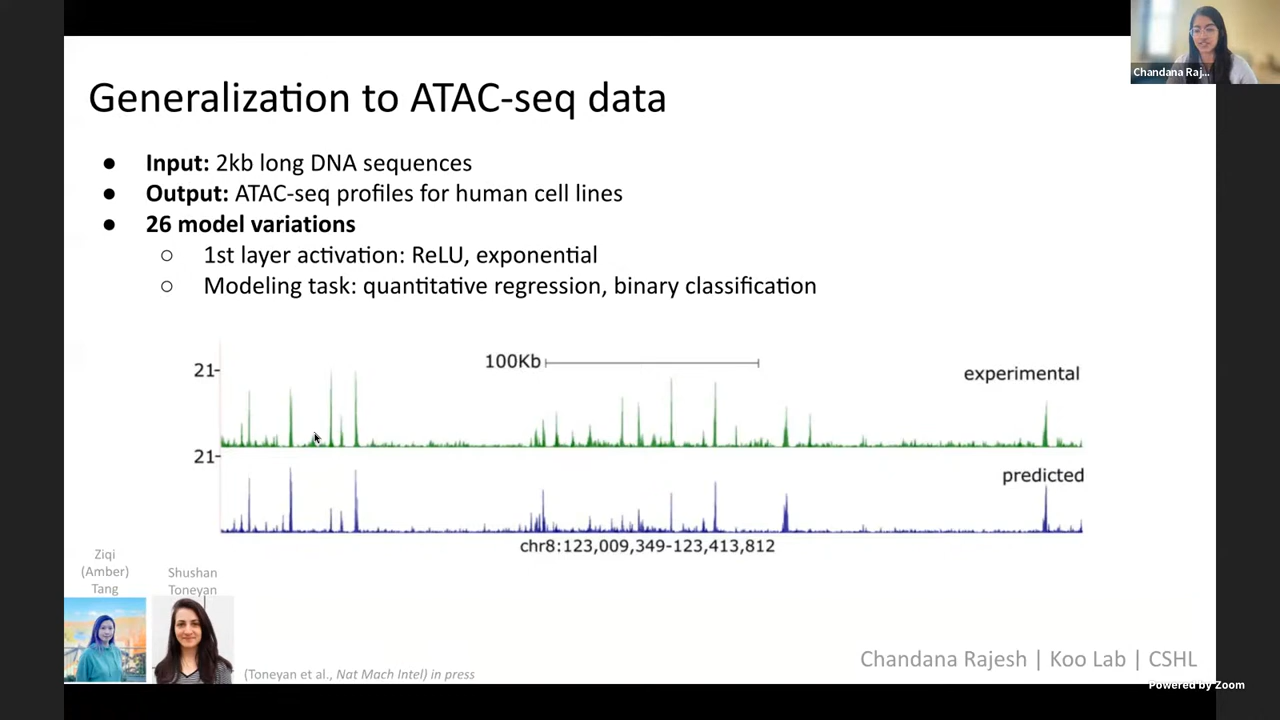 Chandana Raj...
Generalization to ATAC-seq data
● Input: 2kb long DNA sequences
● Output: ATAC-seq profiles for human cell lines
● 26 model variations
○ 1st layer activation: ReLU, exponential
○ Modeling task: quantitative regression, binary classification
100Kb
21-
experimental
21-
predicted
chr8:123,009,349-123,413,812
Ziqi
(Amber)
Tang
Shushan
Toneyan
(Toneyan et al., Nat Mach Intel) in press
Chandana Rajesh | Koo Lab | CSHL
Powered by Zoom